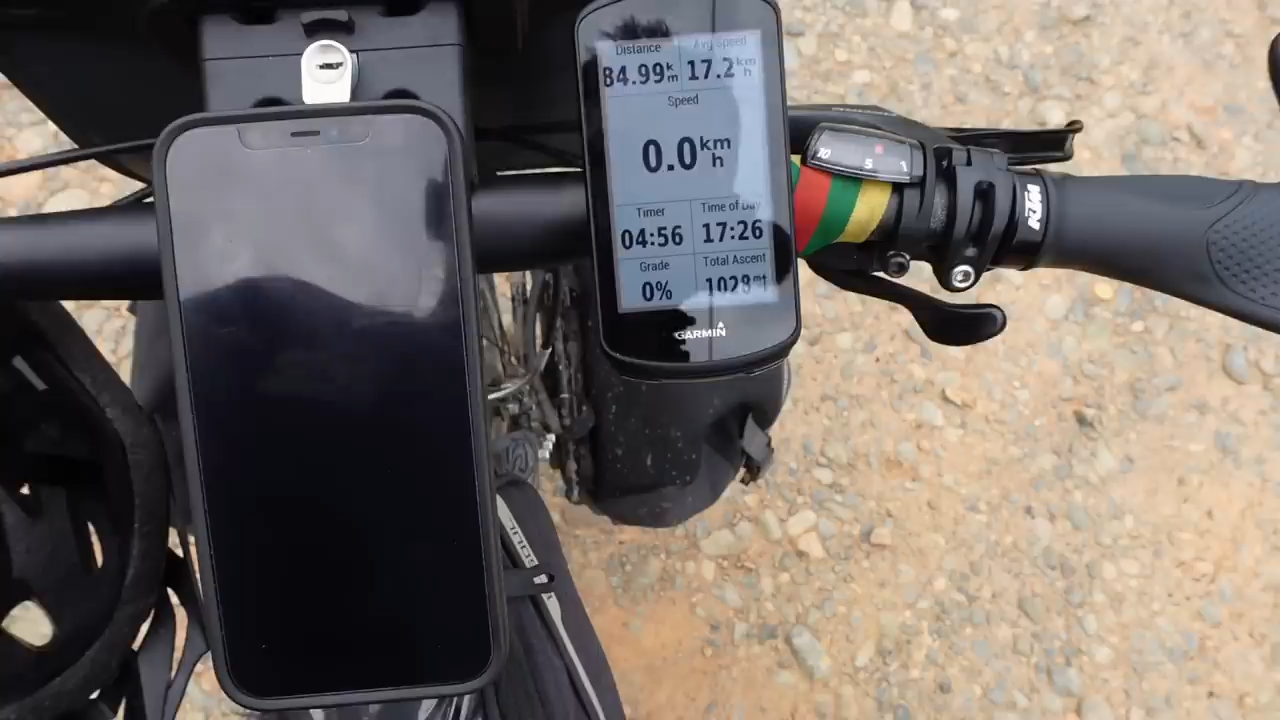 Distance
84.99 km
Avg Speed
17.2 km/h
Speed
0.0 km/h
Timer
04:56
Time of Day
17:26
Grade
0%
Total Ascent
1028 mt
GARMIN
10 5 1
KTM